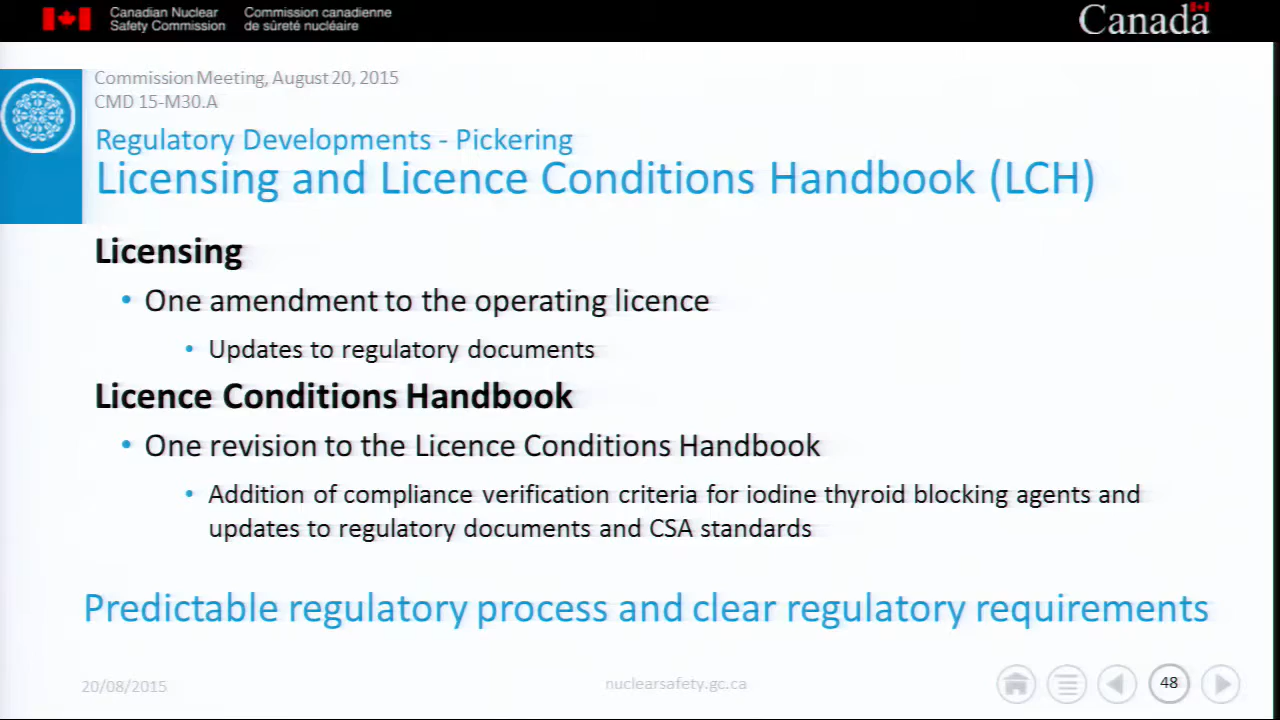 Canadian Nuclear Safety Commission
Commission canadienne de sûreté nucléaire
Canada
Commission Meeting, August 20, 2015
CMD 15-M30.A
Regulatory Developments - Pickering
Licensing and Licence Conditions Handbook (LCH)
Licensing
• One amendment to the operating licence
• Updates to regulatory documents
Licence Conditions Handbook
• One revision to the Licence Conditions Handbook
• Addition of compliance verification criteria for iodine thyroid blocking agents and
updates to regulatory documents and CSA standards
Predictable regulatory process and clear regulatory requirements
20/08/2015
nuclearsafety.gc.ca
48